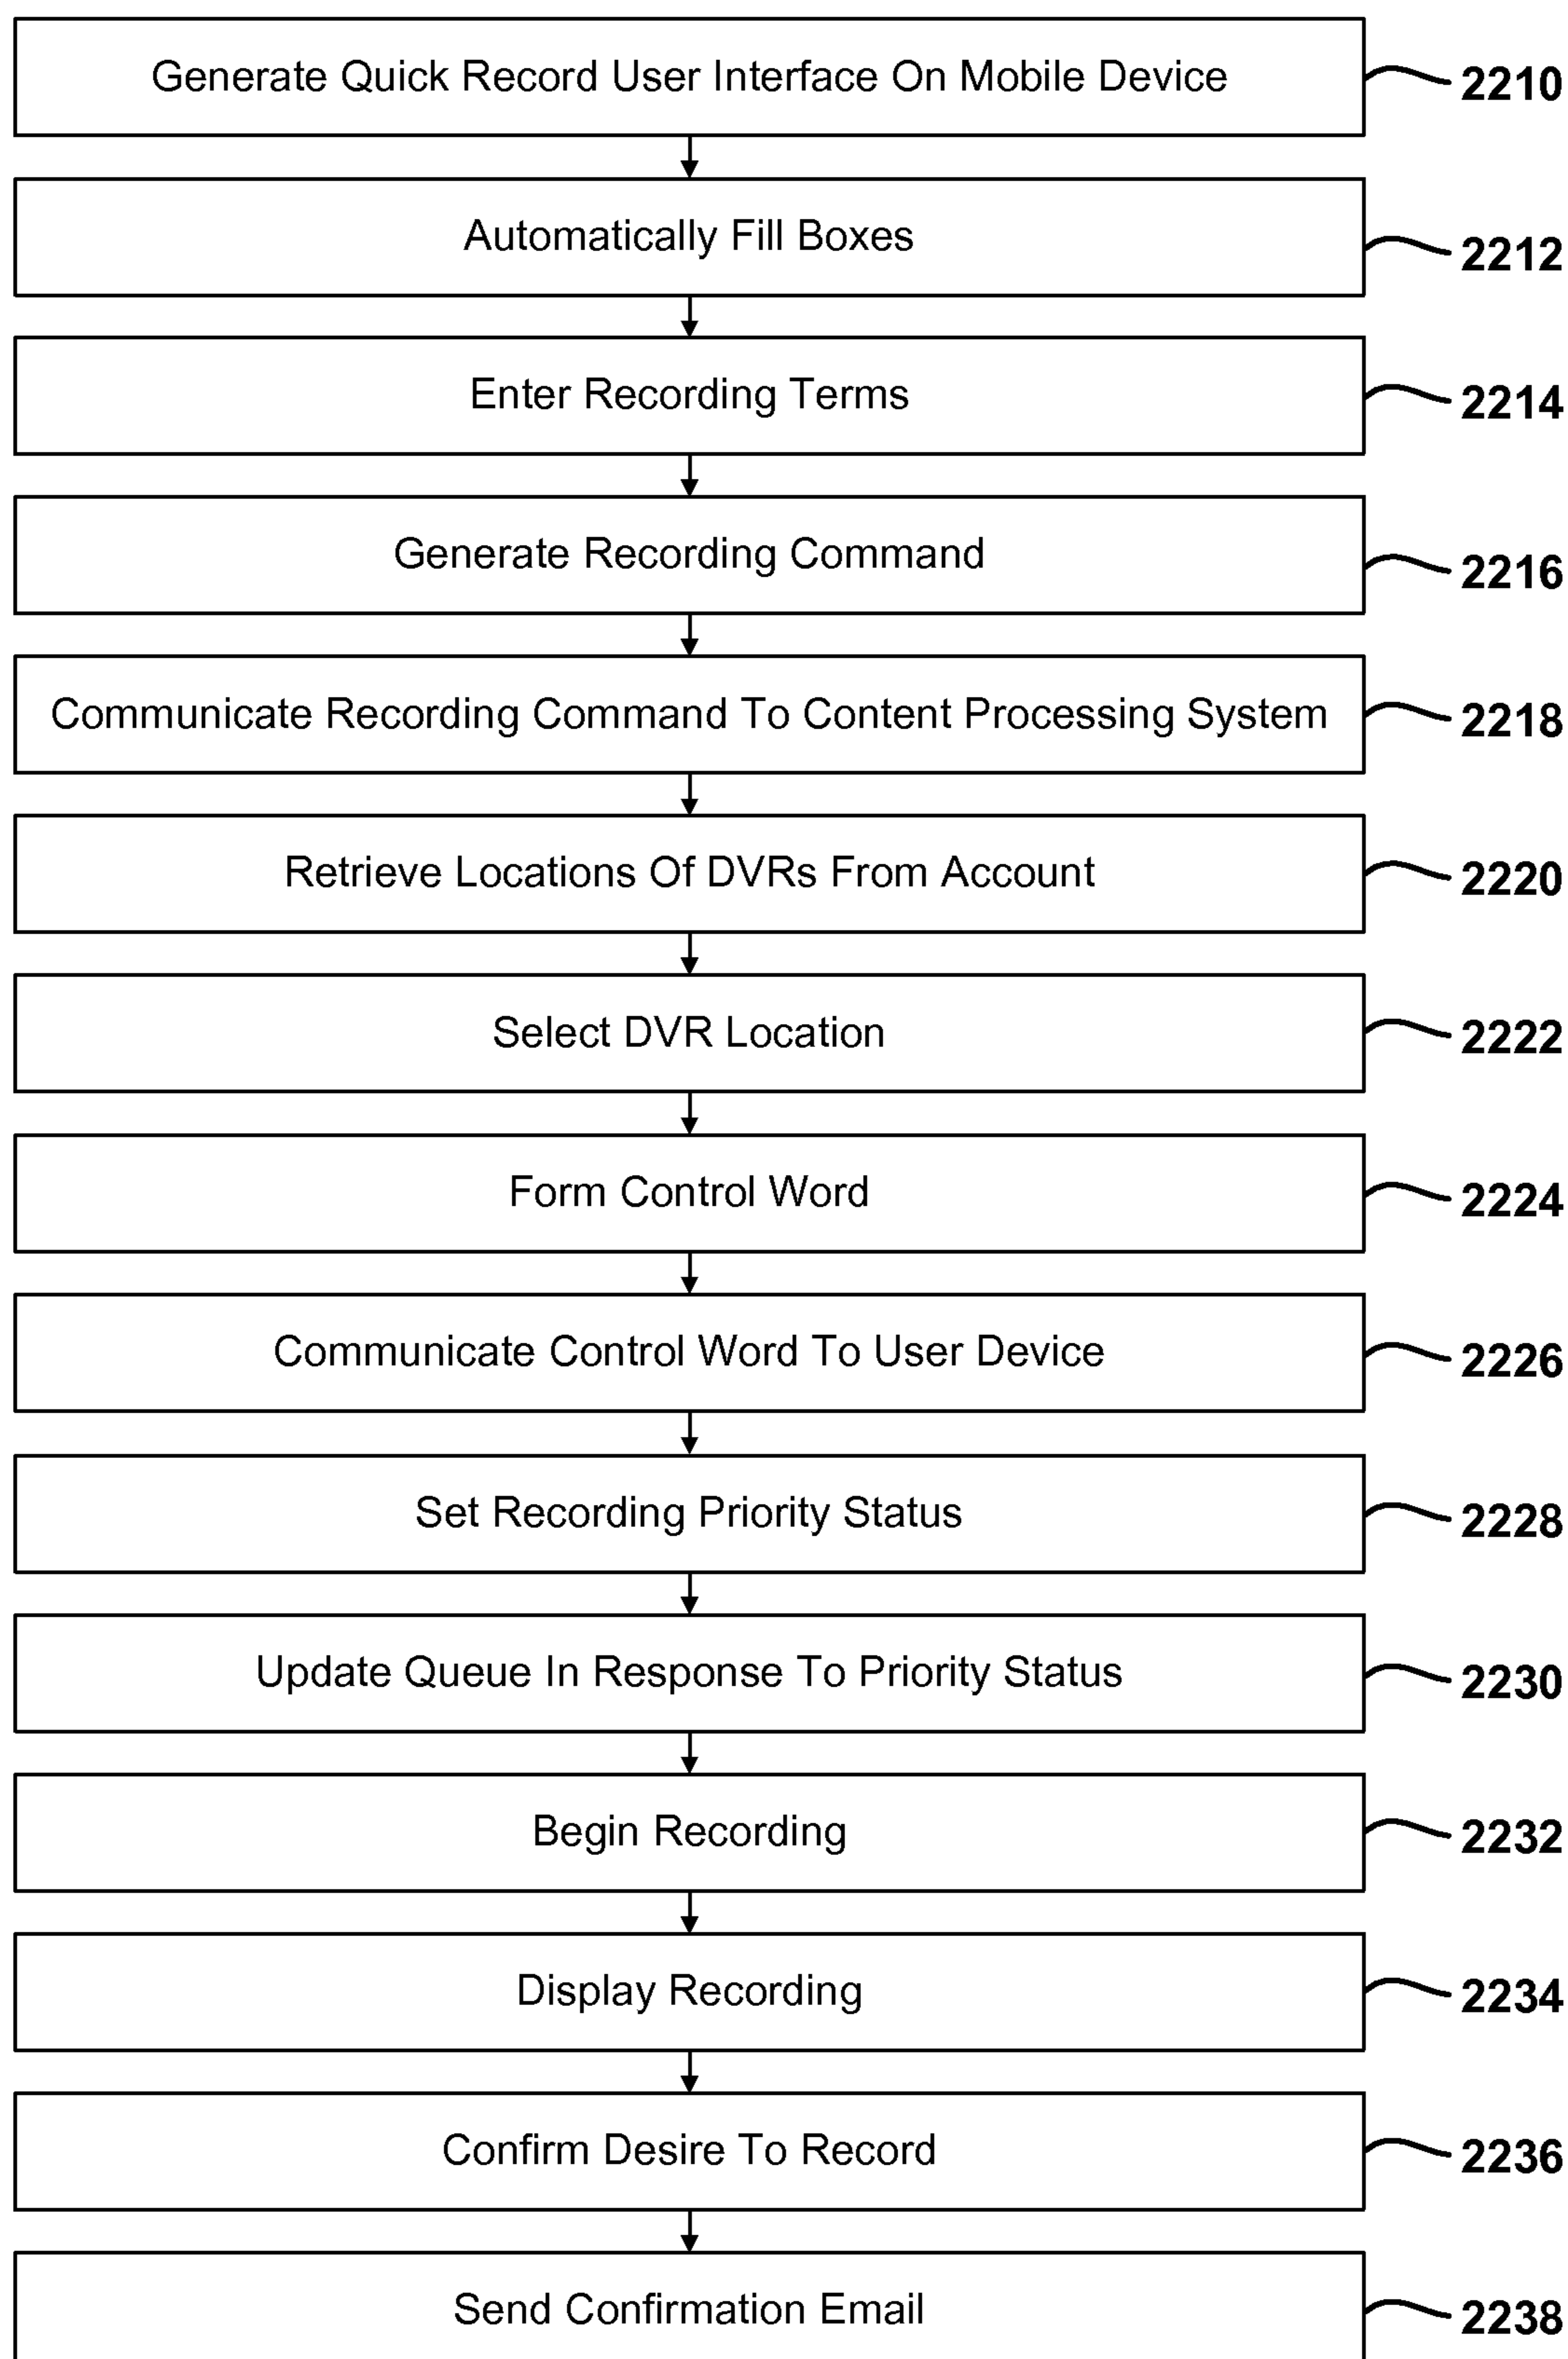 Generate Quick Record User Interface On Mobile Device
2210
Automatically Fill Boxes
2212
Enter Recording Terms
2214
Generate Recording Command
2216
Communicate Recording Command To Content Processing System
2218
Retrieve Locations Of DVRs From Account
2220
Select DVR Location
2222
Form Control Word
2224
Communicate Control Word To User Device
2226
Set Recording Priority Status
2228
Update Queue In Response To Priority Status
2230
Begin Recording
2232
Display Recording
2234
Confirm Desire To Record
2236
Send Confirmation Email
2238